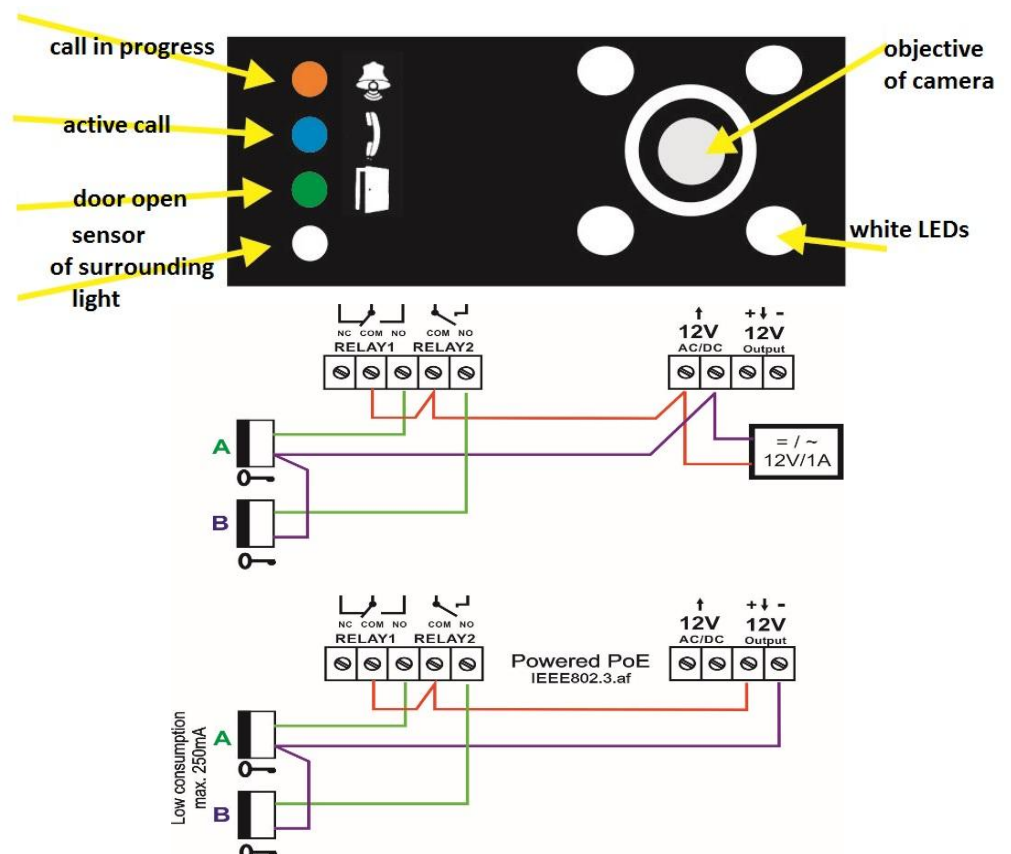 call in progress
objective
of camera
active call
door open
white LEDs
sensor
of surrounding
light
NC COM NO COM NO
RELAY1 RELAY2
12V
AC/DC
+ -
12V
Output
A
= / ~
12V/1A
B
NC COM NO COM NO
RELAY1 RELAY2
Powered PoE
IEEE802.3.af
12V
AC/DC
+ -
12V
Output
Low consumption
max. 250mA
A
B